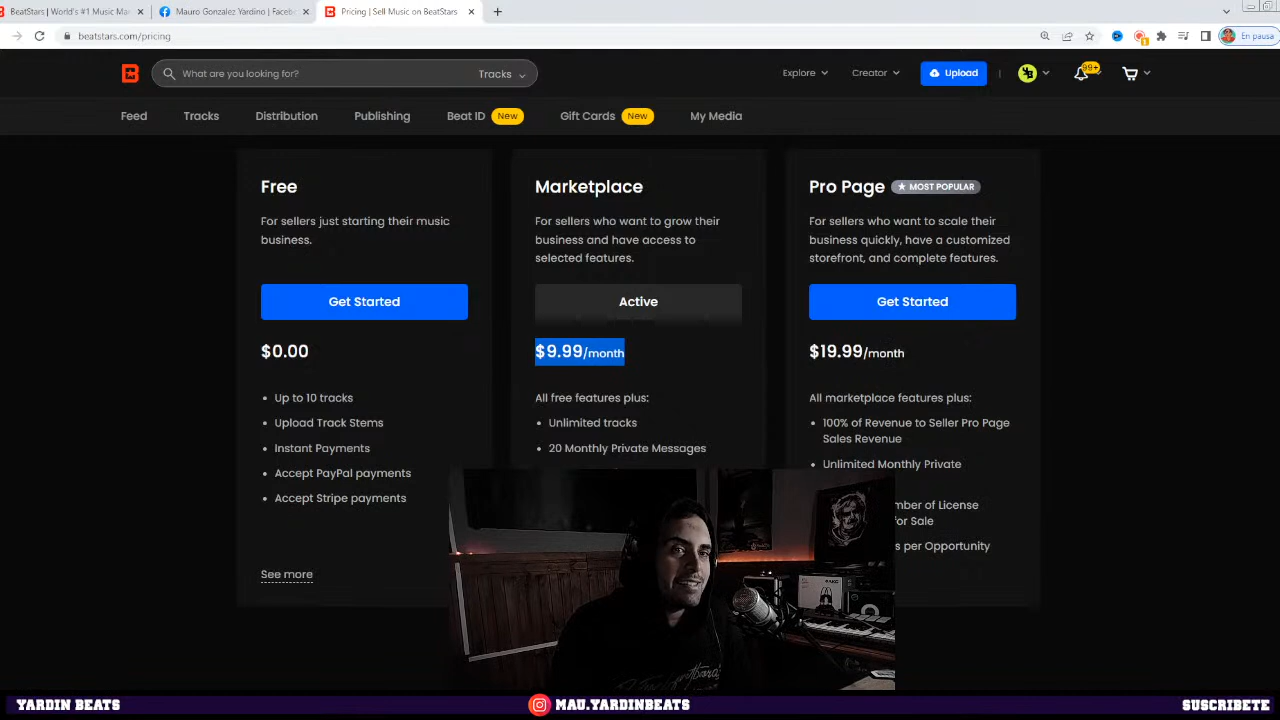 BeatStars | World's #1 Music Mar
Mauro Gonzalez Yardino | Facebo
Pricing | Sell Music on BeatStars
beatstars.com/pricing
En pausa
What are you looking for?
Tracks
Explore
Creator
Upload
99+
Feed
Tracks
Distribution
Publishing
Beat ID New
Gift Cards New
My Media
Free
For sellers just starting their music
business.
Get Started
$0.00
Up to 10 tracks
Upload Track Stems
Instant Payments
Accept PayPal payments
Accept Stripe payments
See more
Marketplace
For sellers who want to grow their
business and have access to
selected features.
Active
$9.99/month
All free features plus:
Unlimited tracks
20 Monthly Private Messages
Pro Page ★ MOST POPULAR
For sellers who want to scale their
business quickly, have a customized
storefront, and complete features.
Get Started
$19.99/month
All marketplace features plus:
100% of Revenue to Seller Pro Page
Sales Revenue
Unlimited Monthly Private
mber of License
for Sale
s per Opportunity
YARDIN BEATS
MAU.YARDINBEATS
SUSCRIBETE